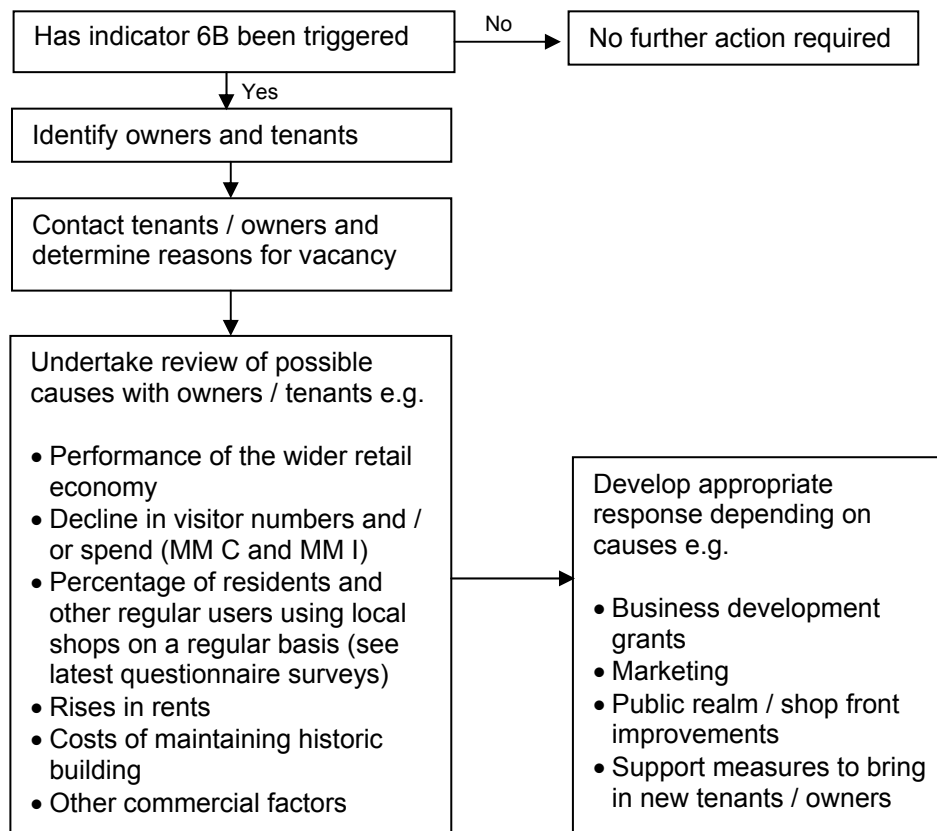 Has indicator 6B been triggered
No
No further action required
Yes
Identify owners and tenants
Contact tenants / owners and
determine reasons for vacancy
Undertake review of possible
causes with owners / tenants e.g.
• Performance of the wider retail
economy
• Decline in visitor numbers and /
or spend (MM C and MM I)
• Percentage of residents and
other regular users using local
shops on a regular basis (see
latest questionnaire surveys)
• Rises in rents
• Costs of maintaining historic
building
• Other commercial factors
Develop appropriate
response depending on
causes e.g.
• Business development
grants
• Marketing
• Public realm / shop front
improvements
• Support measures to bring
in new tenants / owners